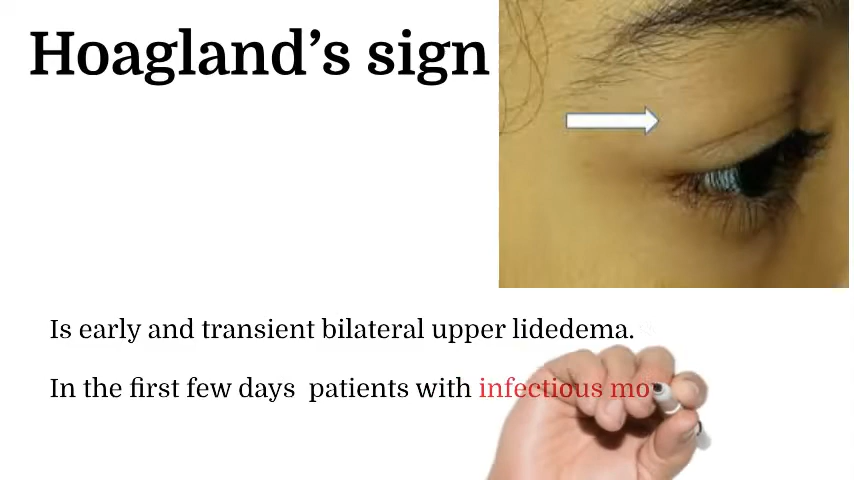 Hoagland’s sign
Is early and transient bilateral upper lidedema.
In the first few days patients with infectious mo